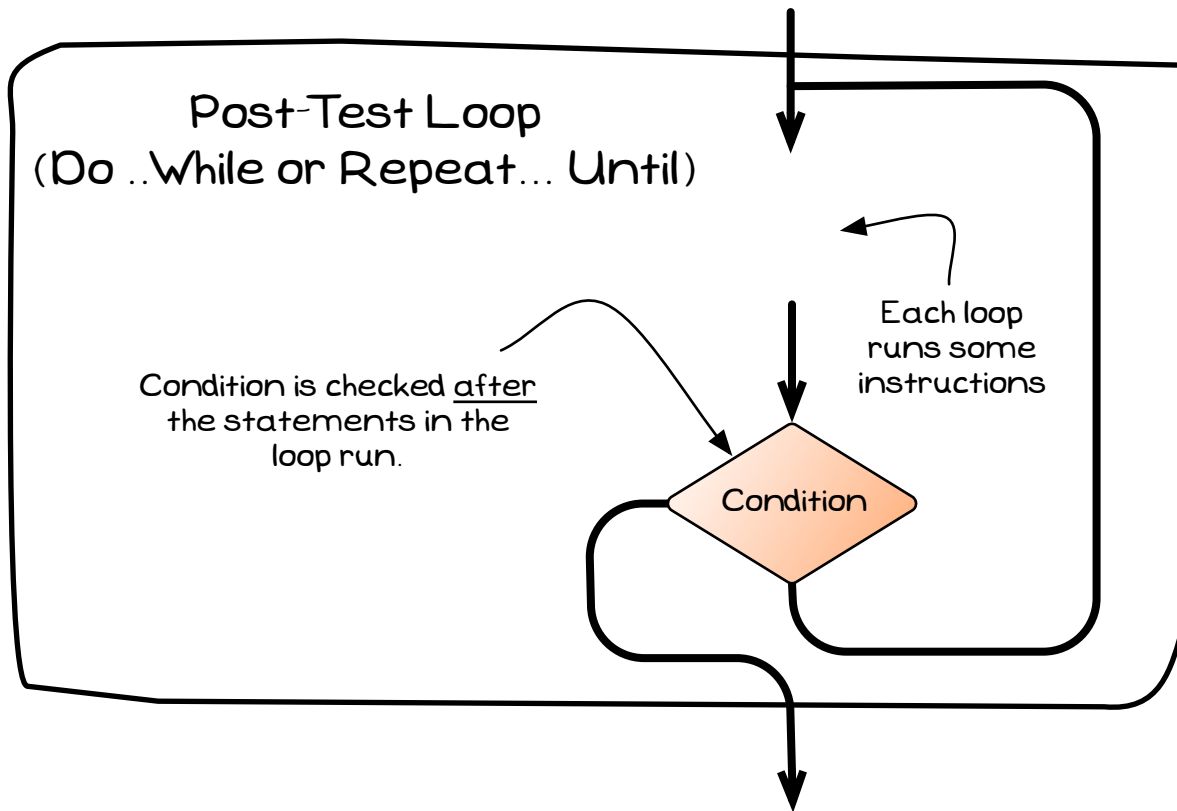 Post-Test Loop
(Do ..While or Repeat... Until)
Each loop
runs some
instructions
Condition is checked after
the statements in the
loop run.
Condition